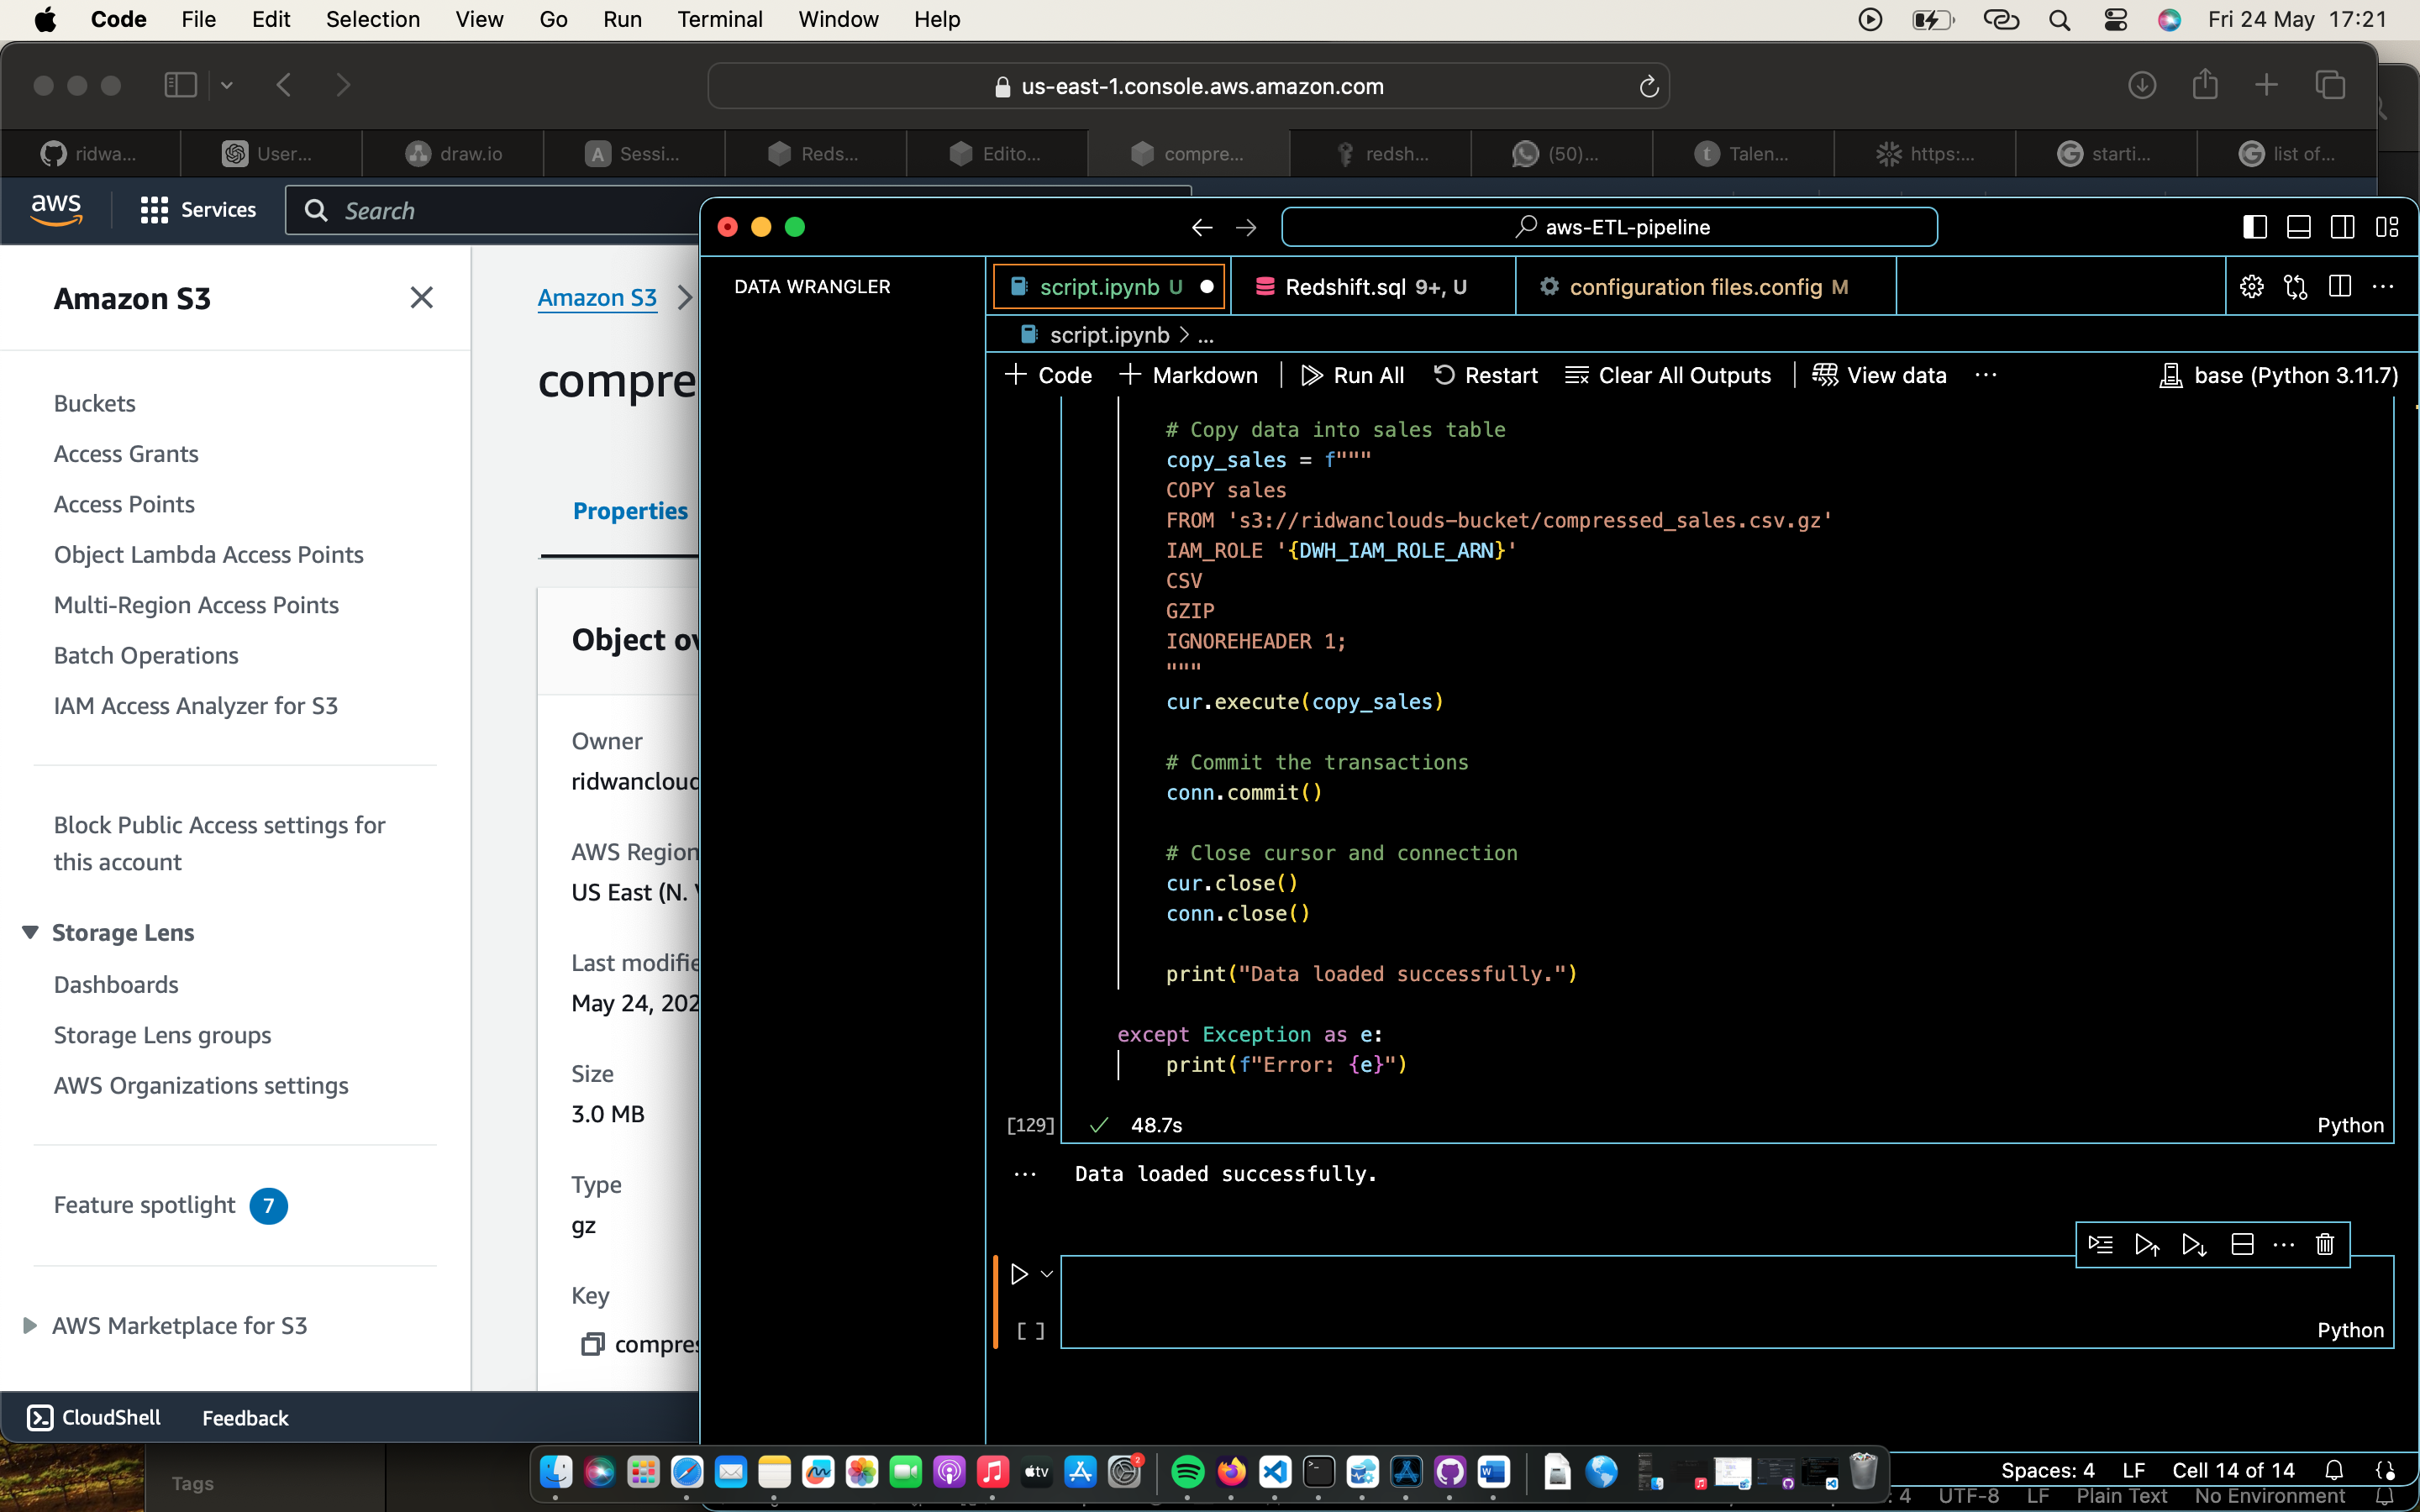 Code File Edit Selection View Go Run Terminal Window Help
Fri 24 May 17:21
us-east-1.console.aws.amazon.com
ridwa... User... draw.io Sessi... Reds... Edito... compre... redsh... (50)... Talen... https:... starti... list of...
aws Services Search
Amazon S3
Buckets
Access Grants
Access Points
Object Lambda Access Points
Multi-Region Access Points
Batch Operations
IAM Access Analyzer for S3
Block Public Access settings for
this account
Storage Lens
Dashboards
Storage Lens groups
AWS Organizations settings
Feature spotlight 7
AWS Marketplace for S3
CloudShell Feedback
Tags
Amazon S3 >
compre
Properties
Object ov
Owner
ridwancloud
AWS Region
US East (N.
Last modifie
May 24, 202
Size
3.0 MB
Type
gz
Key
compres
aws-ETL-pipeline
DATA WRANGLER
script.ipynb U Redshift.sql 9+, U configuration files.config M
script.ipynb > ...
+ Code + Markdown Run All Restart Clear All Outputs View data ... base (Python 3.11.7)
# Copy data into sales table
copy_sales = f"""
COPY sales
FROM 's3://ridwanclouds-bucket/compressed_sales.csv.gz'
IAM_ROLE '{DWH_IAM_ROLE_ARN}'
CSV
GZIP
IGNOREHEADER 1;
"""
cur.execute(copy_sales)
# Commit the transactions
conn.commit()
# Close cursor and connection
cur.close()
conn.close()
print("Data loaded successfully.")
except Exception as e:
print(f"Error: {e}")
[129] 48.7s Python
... Data loaded successfully.
[ ] Python
Spaces: 4 LF Cell 14 of 14
: 4 UTF-8 LF Plain Text No Environment
tv
2